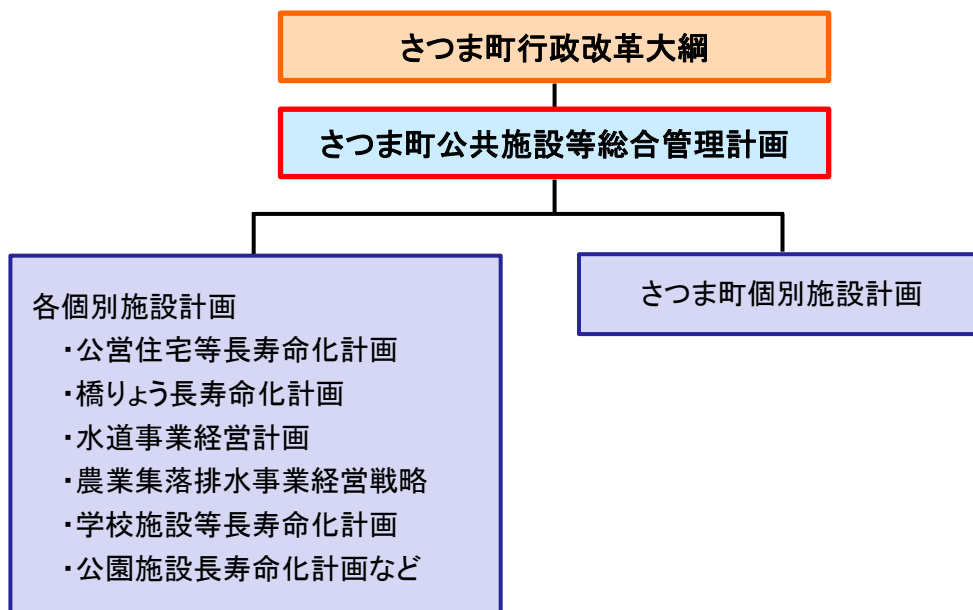 さつま町行政改革大綱
さつま町公共施設等総合管理計画
各個別施設計画
・公営住宅等長寿命化計画
・橋りょう長寿命化計画
・水道事業経営計画
・農業集落排水事業経営戦略
・学校施設等長寿命化計画
・公園施設長寿命化計画など
さつま町個別施設計画